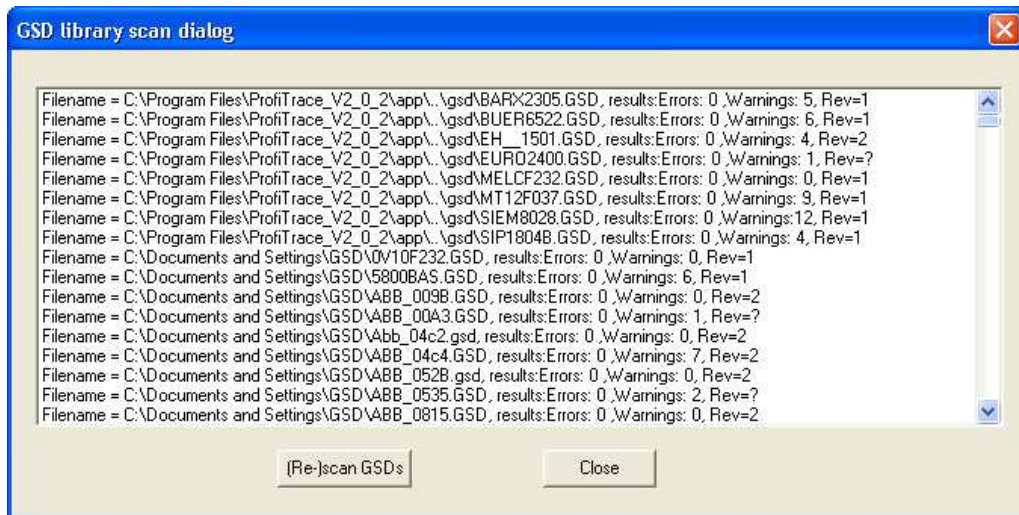 GSD library scan dialog
Filename = C:\Program Files\ProfiTrace_V2_0_2\app\..\gsd\BARX2305.GSD, results:Errors: 0 ,Warnings: 5, Rev=1
Filename = C:\Program Files\ProfiTrace_V2_0_2\app\..\gsd\BUER6522.GSD, results:Errors: 0 ,Warnings: 6, Rev=1
Filename = C:\Program Files\ProfiTrace_V2_0_2\app\..\gsd\EH__1501.GSD, results:Errors: 0 ,Warnings: 4, Rev=2
Filename = C:\Program Files\ProfiTrace_V2_0_2\app\..\gsd\EURO2400.GSD, results:Errors: 0 ,Warnings: 1, Rev=?
Filename = C:\Program Files\ProfiTrace_V2_0_2\app\..\gsd\MELCF232.GSD, results:Errors: 0 ,Warnings: 0, Rev=1
Filename = C:\Program Files\ProfiTrace_V2_0_2\app\..\gsd\MT12F037.GSD, results:Errors: 0 ,Warnings: 9, Rev=1
Filename = C:\Program Files\ProfiTrace_V2_0_2\app\..\gsd\SIEM8028.GSD, results:Errors: 0 ,Warnings:12, Rev=1
Filename = C:\Program Files\ProfiTrace_V2_0_2\app\..\gsd\SIP1804B.GSD, results:Errors: 0 ,Warnings: 4, Rev=1
Filename = C:\Documents and Settings\GSD\0V10F232.GSD, results:Errors: 0 ,Warnings: 0, Rev=1
Filename = C:\Documents and Settings\GSD\5800BAS.GSD, results:Errors: 0 ,Warnings: 6, Rev=1
Filename = C:\Documents and Settings\GSD\ABB_009B.GSD, results:Errors: 0 ,Warnings: 0, Rev=2
Filename = C:\Documents and Settings\GSD\ABB_00A3.GSD, results:Errors: 0 ,Warnings: 1, Rev=?
Filename = C:\Documents and Settings\GSD\Abb_04c2.gsd, results:Errors: 0 ,Warnings: 0, Rev=2
Filename = C:\Documents and Settings\GSD\ABB_04c4.GSD, results:Errors: 0 ,Warnings: 7, Rev=2
Filename = C:\Documents and Settings\GSD\ABB_052B.gsd, results:Errors: 0 ,Warnings: 0, Rev=2
Filename = C:\Documents and Settings\GSD\ABB_0535.GSD, results:Errors: 0 ,Warnings: 2, Rev=?
Filename = C:\Documents and Settings\GSD\ABB_0815.GSD, results:Errors: 0 ,Warnings: 0, Rev=2
(Re-)scan GSDs
Close